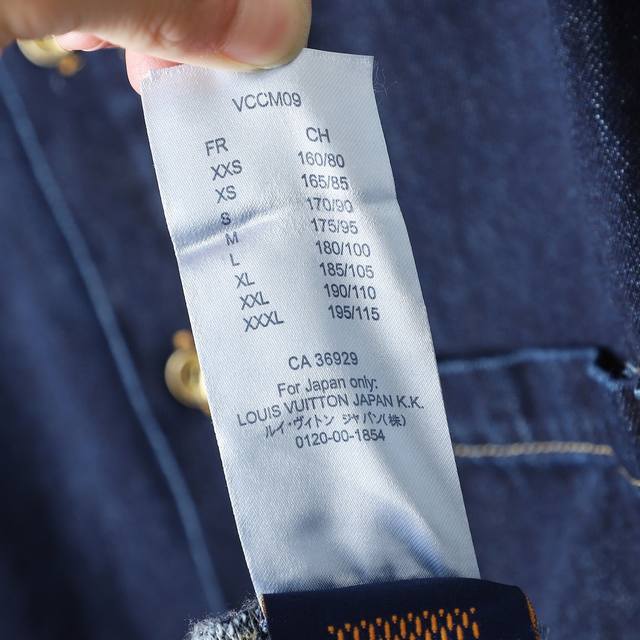 VCCM09
FR CH
XXS 160/80
XS 165/85
S 170/90
M 175/95
L 180/100
XL 185/105
XXL 190/110
XXXL 195/115
CA 36929
For Japan only:
LOUIS VUITTON JAPAN K.K.
ルイ・ヴィトン ジャパン(株)
0120-00-1854